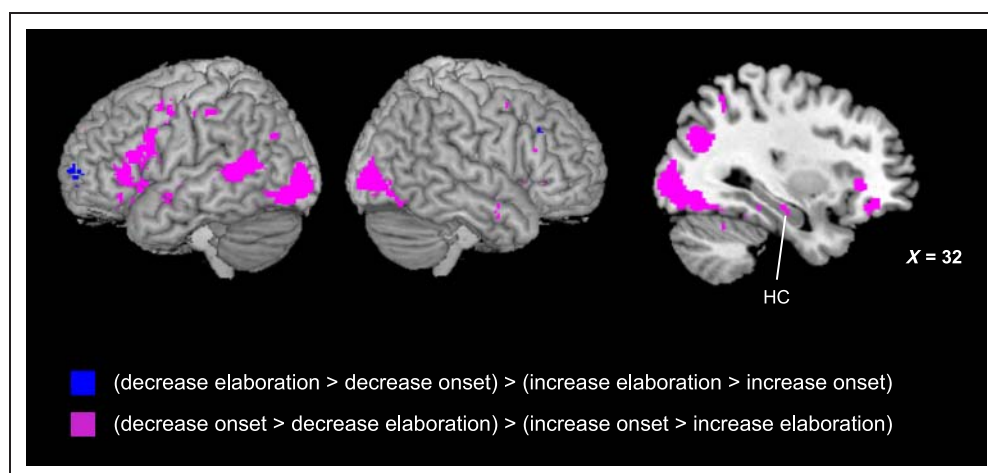 X = 32
HC
(decrease elaboration > decrease onset) > (increase elaboration > increase onset)
(decrease onset > decrease elaboration) > (increase onset > increase elaboration)